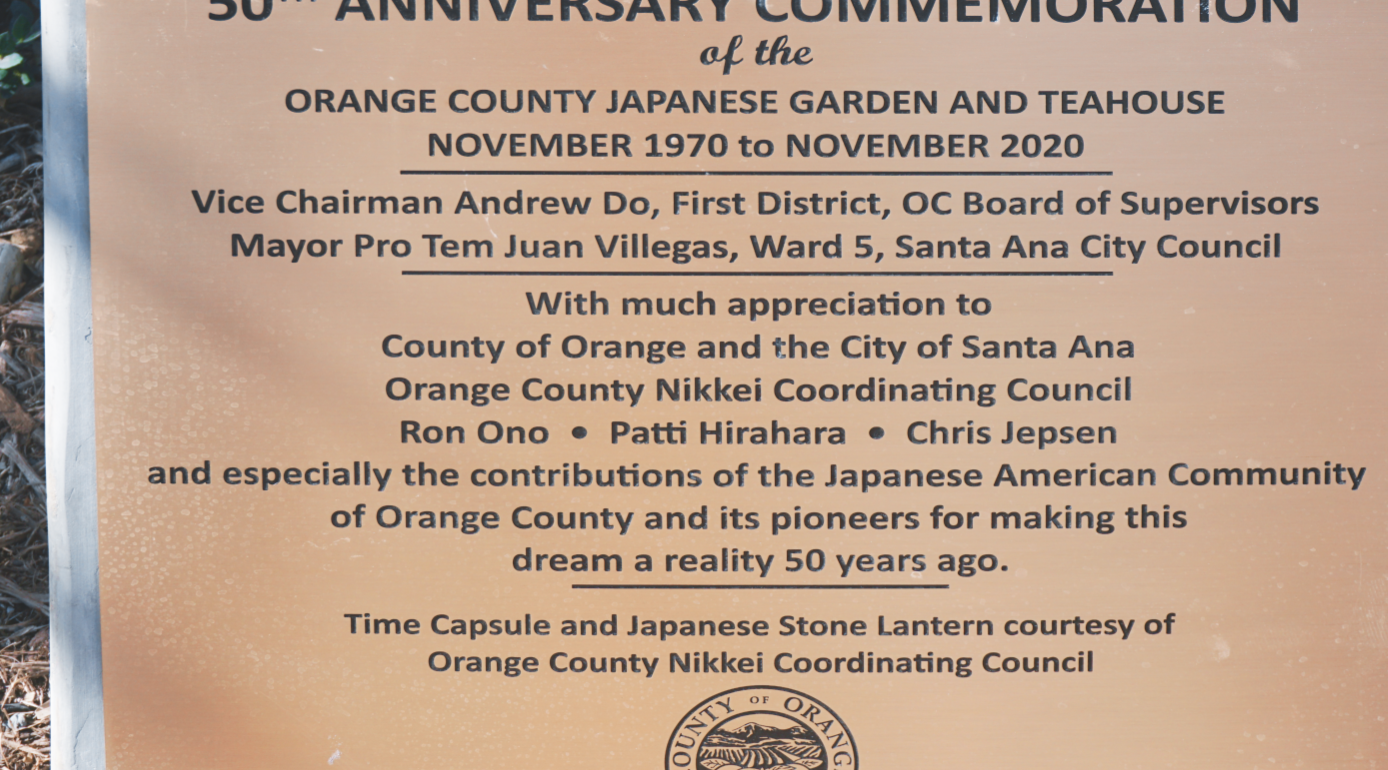 50TH ANNIVERSARY COMMEMORATION
of the
ORANGE COUNTY JAPANESE GARDEN AND TEAHOUSE
NOVEMBER 1970 to NOVEMBER 2020
Vice Chairman Andrew Do, First District, OC Board of Supervisors
Mayor Pro Tem Juan Villegas, Ward 5, Santa Ana City Council
With much appreciation to
County of Orange and the City of Santa Ana
Orange County Nikkei Coordinating Council
Ron Ono • Patti Hirahara • Chris Jepsen
and especially the contributions of the Japanese American Community
of Orange County and its pioneers for making this
dream a reality 50 years ago.
Time Capsule and Japanese Stone Lantern courtesy of
Orange County Nikkei Coordinating Council
OUNTY OF ORANG